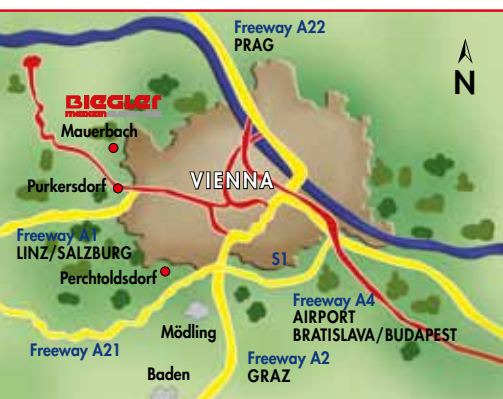 Freeway A22
PRAG
N
BIEGLER
Mauerbach
VIENNA
Purkersdorf
Freeway A1
LINZ/SALZBURG
S1
Perchtoldsdorf
Freeway A4
AIRPORT
BRATISLAVA/BUDAPEST
Mödling
Freeway A21
Freeway A2
GRAZ
Baden